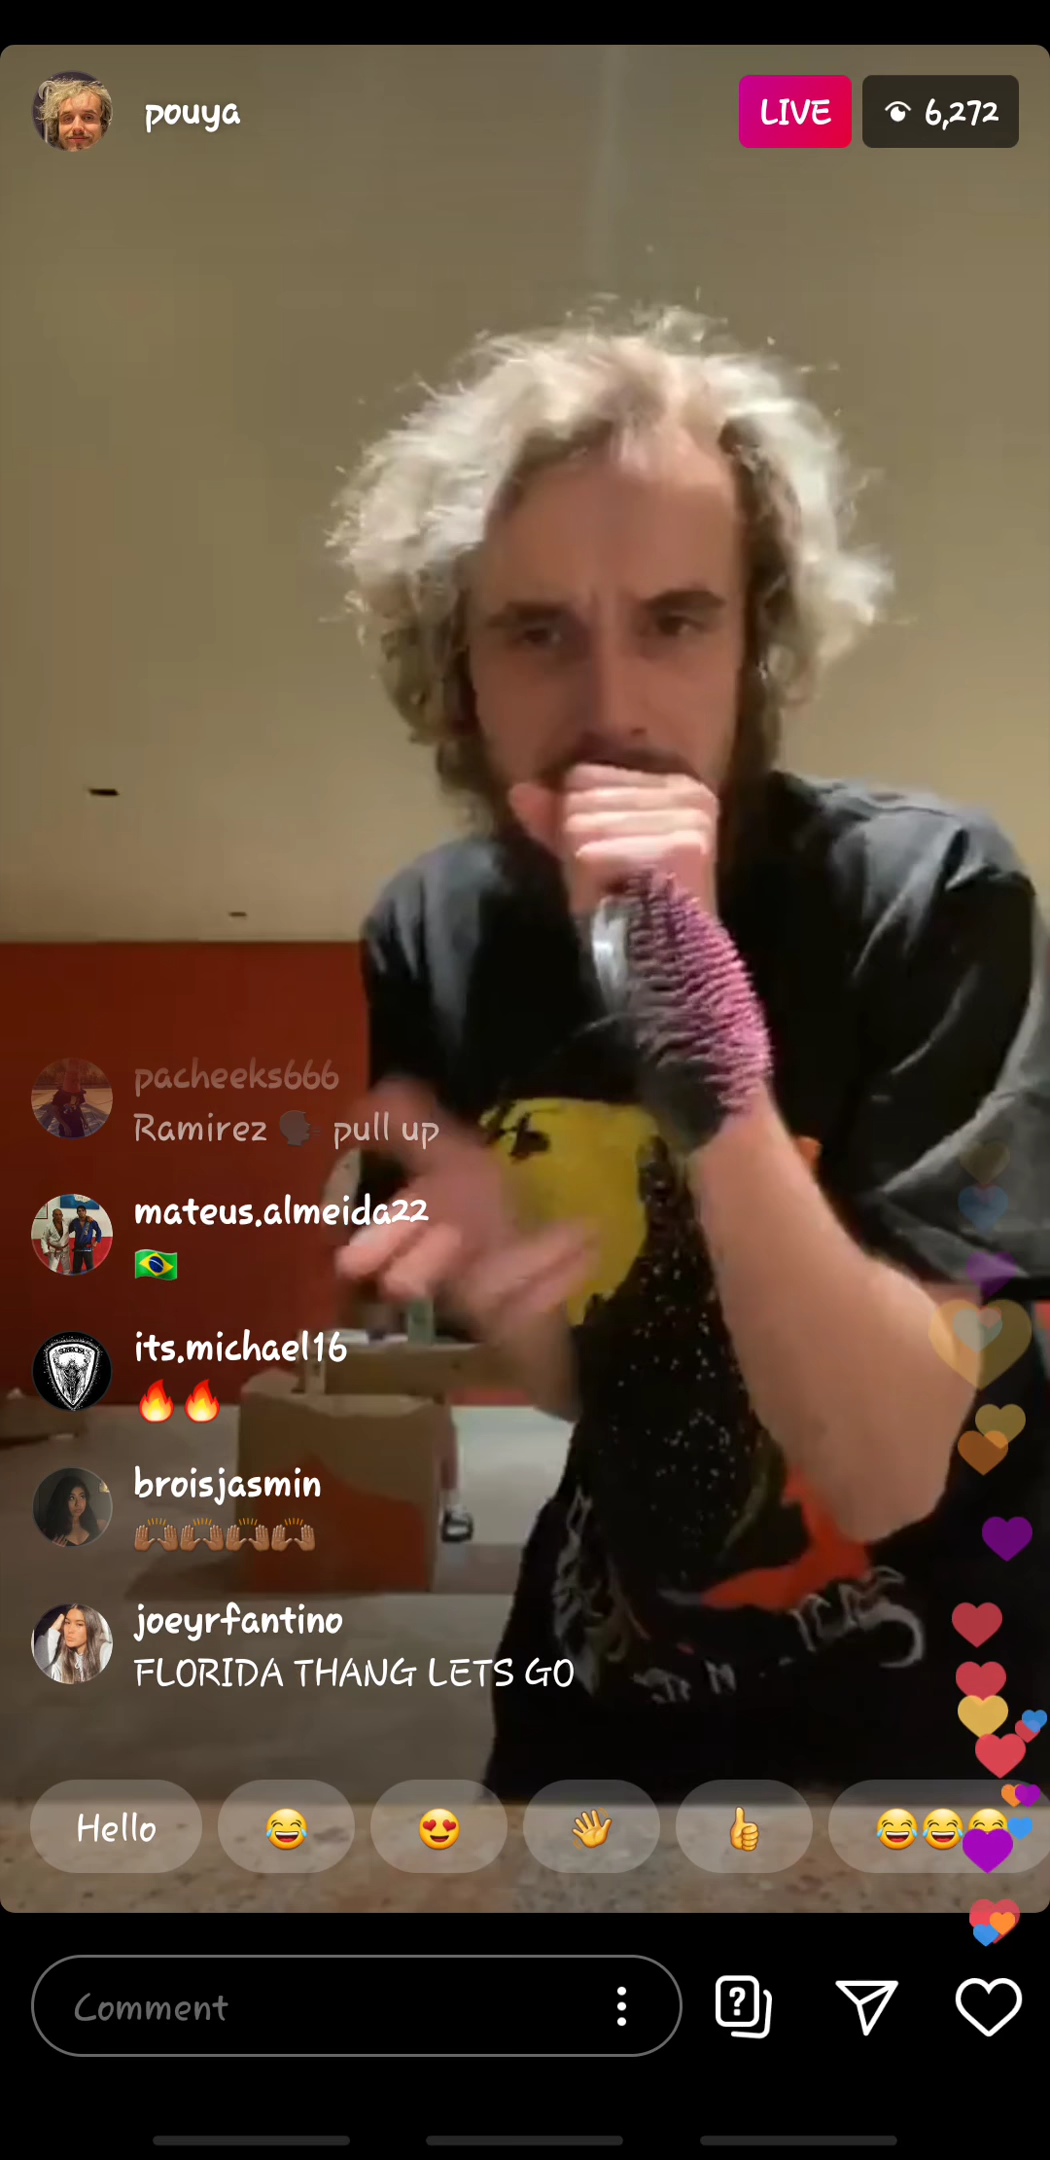 pouya
LIVE
6,272
pacheeks666
Ramirez 🗣 pull up
mateus.almeida22
🇧🇷
its.michael16
🔥🔥
broisjasmin
🙌🏾🙌🏾🙌🏾🙌🏾
joeyrfantino
FLORIDA THANG LETS GO
Hello 😂 😍 👋 👍 😂😂😂
Comment